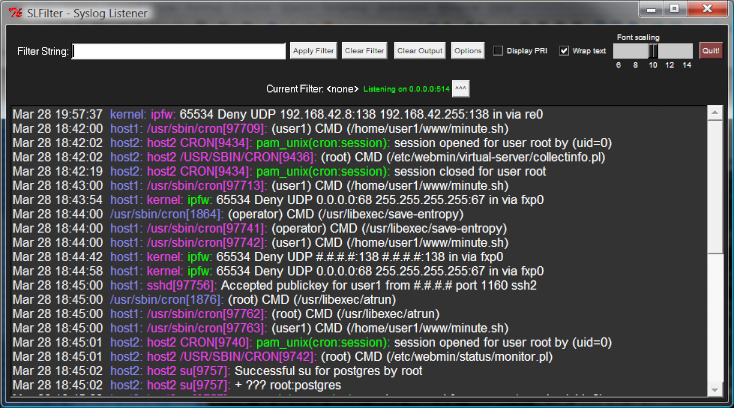 SLFilter - Syslog Listener
Font scaling
Filter String: Apply Filter Clear Filter Clear Output Options Display PRI Wrap text Quit!
6 8 10 12 14
Current Filter: <none> Listening on 0.0.0.0:514 ^^^
Mar 28 19:57:37 kernel: ipfw: 65534 Deny UDP 192.168.42.8:138 192.168.42.255:138 in via re0
Mar 28 18:42:00 host1: /usr/sbin/cron[97709]: (user1) CMD (/home/user1/www/minute.sh)
Mar 28 18:42:02 host2: host2 CRON[9434]: pam_unix(cron:session): session opened for user root by (uid=0)
Mar 28 18:42:02 host2: host2 /USR/SBIN/CRON[9436]: (root) CMD (/etc/webmin/virtual-server/collectinfo.pl)
Mar 28 18:42:19 host2: host2 CRON[9434]: pam_unix(cron:session): session closed for user root
Mar 28 18:43:00 host1: /usr/sbin/cron[97713]: (user1) CMD (/home/user1/www/minute.sh)
Mar 28 18:43:54 host1: kernel: ipfw: 65534 Deny UDP 0.0.0.0:68 255.255.255.255:67 in via fxp0
Mar 28 18:44:00 /usr/sbin/cron[1864]: (operator) CMD (/usr/libexec/save-entropy)
Mar 28 18:44:00 host1: /usr/sbin/cron[97741]: (operator) CMD (/usr/libexec/save-entropy)
Mar 28 18:44:00 host1: /usr/sbin/cron[97742]: (user1) CMD (/home/user1/www/minute.sh)
Mar 28 18:44:42 host1: kernel: ipfw: 65534 Deny UDP #.#.#.#:138 #.#.#.#:138 in via fxp0
Mar 28 18:44:58 host1: kernel: ipfw: 65534 Deny UDP 0.0.0.0:68 255.255.255.255:67 in via fxp0
Mar 28 18:45:00 host1: sshd[97756]: Accepted publickey for user1 from #.#.#.# port 1160 ssh2
Mar 28 18:45:00 /usr/sbin/cron[1876]: (root) CMD (/usr/libexec/atrun)
Mar 28 18:45:00 host1: /usr/sbin/cron[97762]: (root) CMD (/usr/libexec/atrun)
Mar 28 18:45:00 host1: /usr/sbin/cron[97763]: (user1) CMD (/home/user1/www/minute.sh)
Mar 28 18:45:01 host2: host2 CRON[9740]: pam_unix(cron:session): session opened for user root by (uid=0)
Mar 28 18:45:01 host2: host2 /USR/SBIN/CRON[9742]: (root) CMD (/etc/webmin/status/monitor.pl)
Mar 28 18:45:02 host2: host2 su[9757]: Successful su for postgres by root
Mar 28 18:45:02 host2: host2 su[9757]: + ??? root:postgres